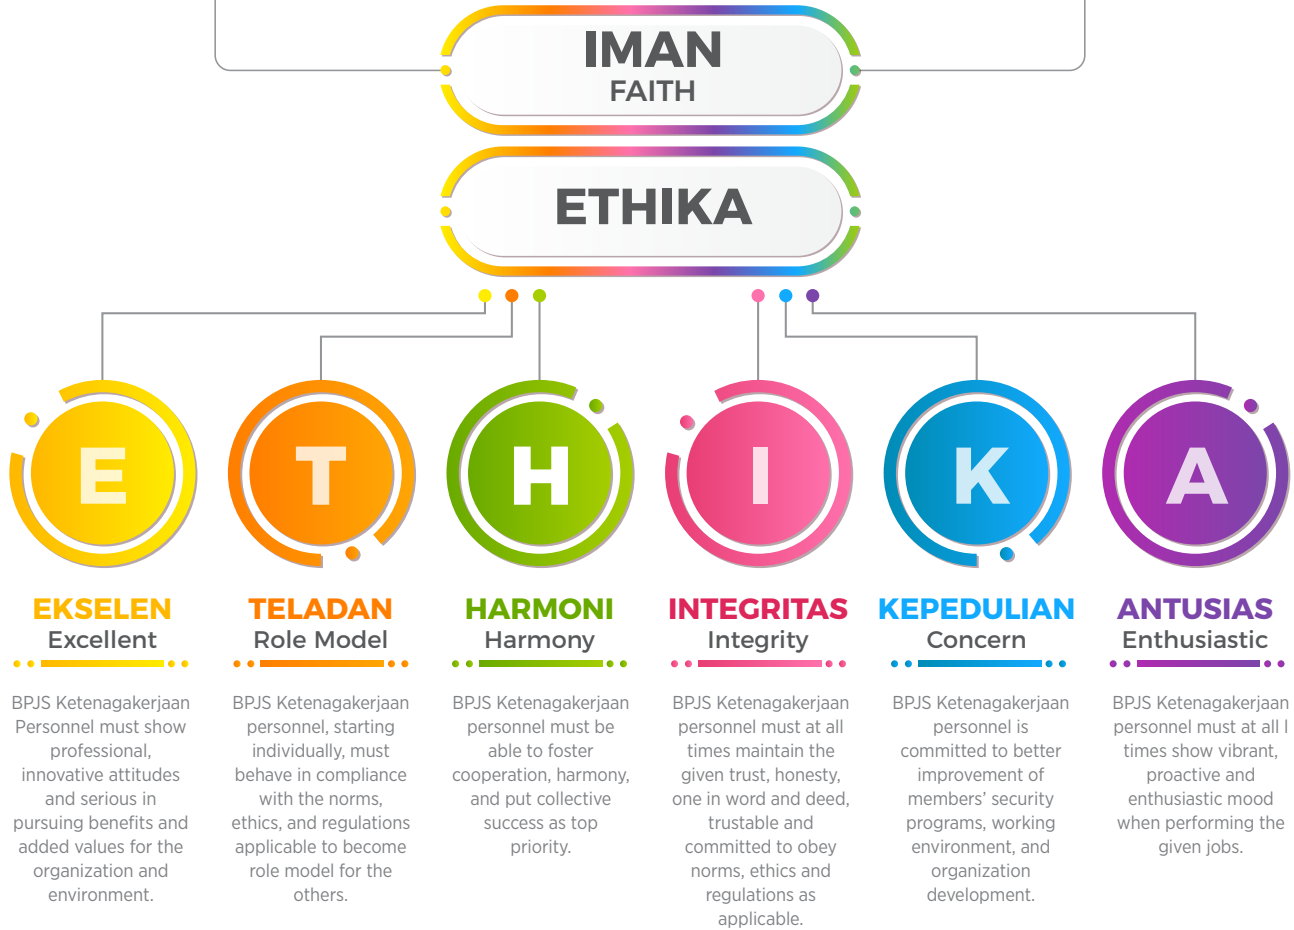 IMAN
FAITH
ETHIKA
E
T
H
I
K
A
EKSELEN
Excellent
BPJS Ketenagakerjaan
Personnel must show
professional,
innovative attitudes
and serious in
pursuing benefits and
added values for the
organization and
environment.
TELADAN
Role Model
BPJS Ketenagakerjaan
personnel, starting
individually, must
behave in compliance
with the norms,
ethics, and regulations
applicable to become
role model for the
others.
HARMONI
Harmony
BPJS Ketenagakerjaan
personnel must be
able to foster
cooperation, harmony,
and put collective
success as top
priority.
INTEGRITAS
Integrity
BPJS Ketenagakerjaan
personnel must at all
times maintain the
given trust, honesty,
one in word and deed,
trustable and
committed to obey
norms, ethics and
regulations as
applicable.
KEPEDULIAN
Concern
BPJS Ketenagakerjaan
personnel is
committed to better
improvement of
members’ security
programs, working
environment, and
organization
development.
ANTUSIAS
Enthusiastic
BPJS Ketenagakerjaan
personnel must at all l
times show vibrant,
proactive and
enthusiastic mood
when performing the
given jobs.